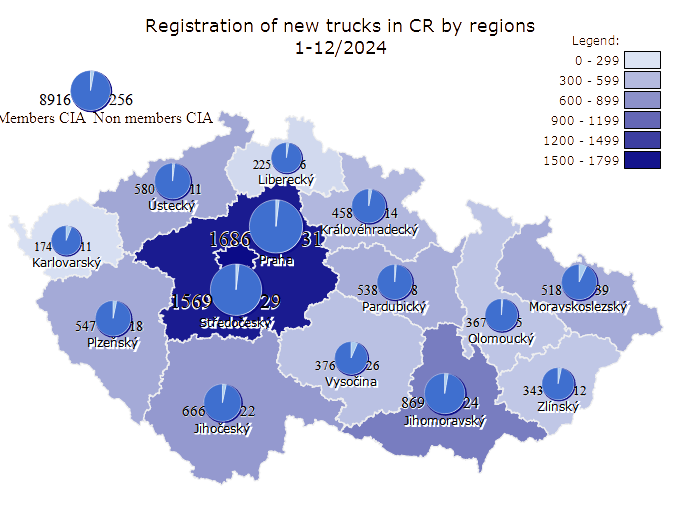 Registration of new trucks in CR by regions
1-12/2024
Legend:
0 - 299
300 - 599
600 - 899
900 - 1199
1200 - 1499
1500 - 1799
8916 256
Members CIA Non members CIA
225 6
Liberecký
580 11
Ústecký
458 14
Královéhradecký
1686 31
Praha
174 11
Karlovarský
1569 29
Středočeský
538 8
Pardubický
518 39
Moravskoslezský
547 18
Plzeňský
367 5
Olomoucký
376 26
Vysočina
343 12
Zlínský
666 22
Jihočeský
869 24
Jihomoravský